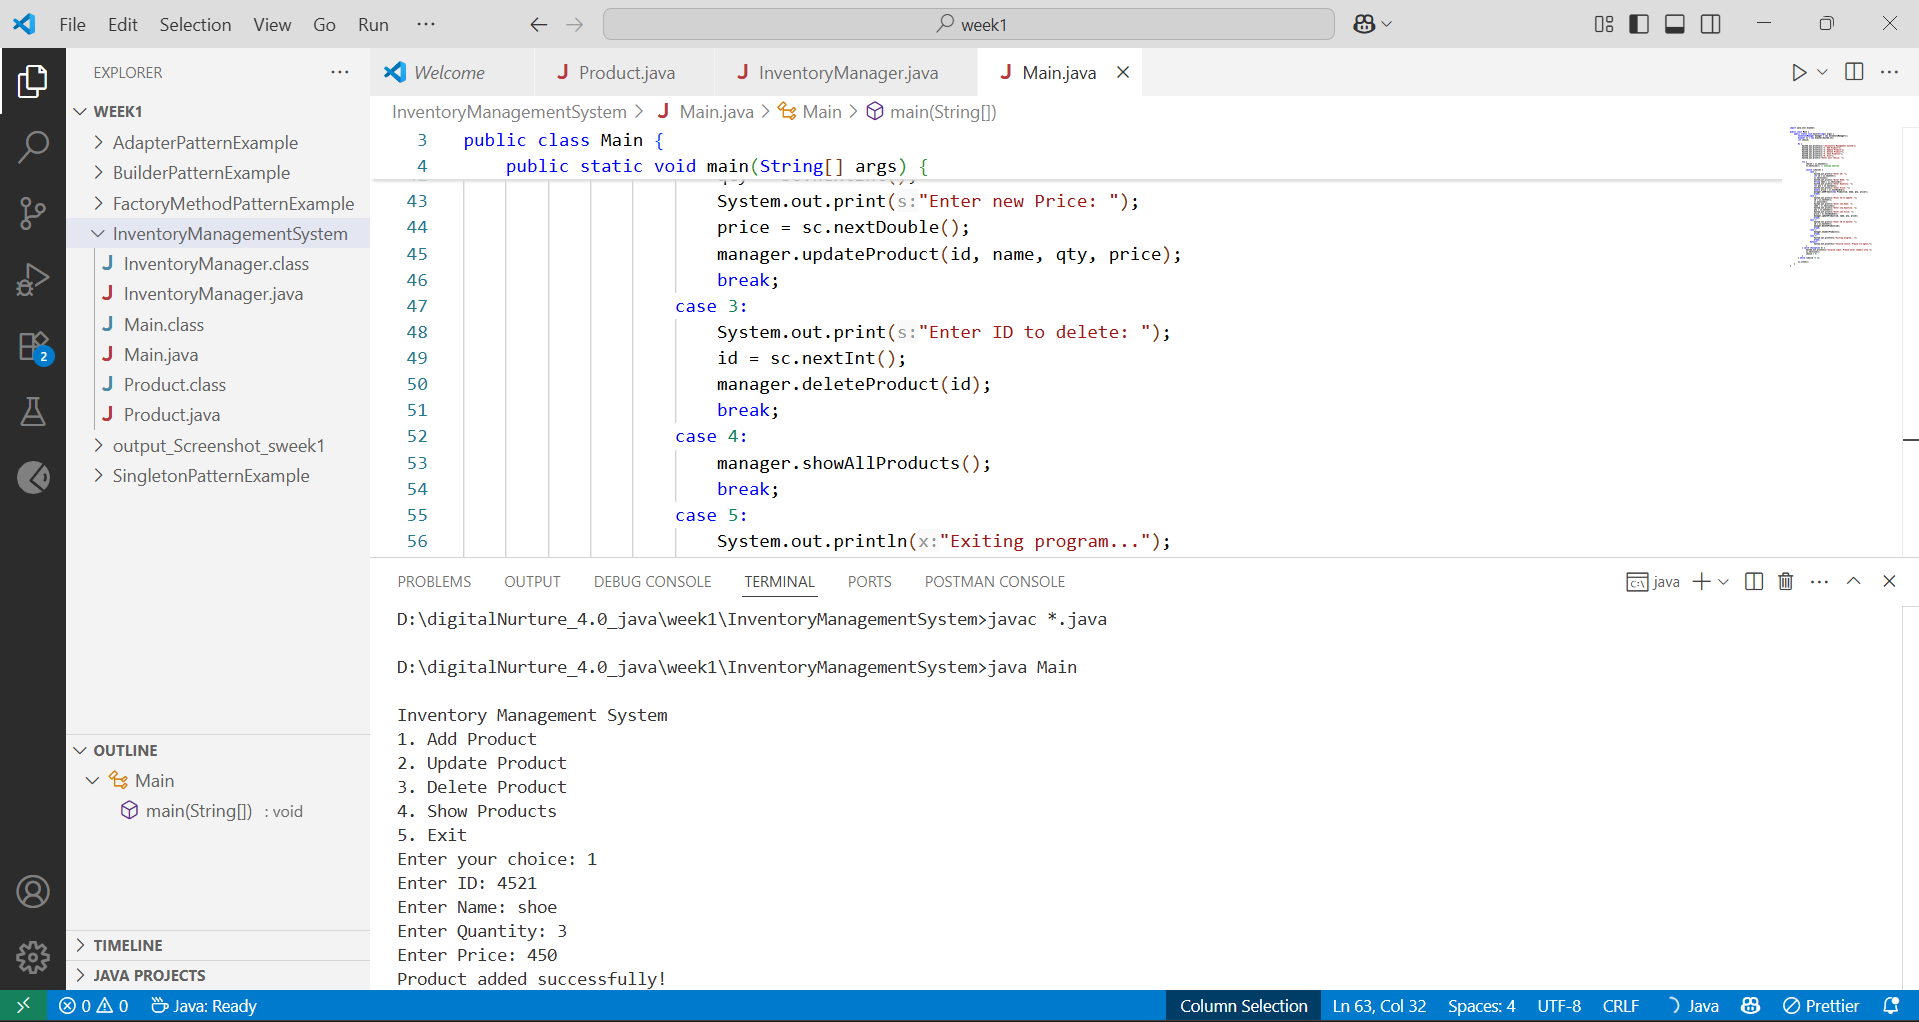 File Edit Selection View Go Run ···
week1
EXPLORER
WEEK1
AdapterPatternExample
BuilderPatternExample
FactoryMethodPatternExample
InventoryManagementSystem
J InventoryManager.class
J InventoryManager.java
J Main.class
J Main.java
J Product.class
J Product.java
output_Screenshot_sweek1
SingletonPatternExample
2
OUTLINE
Main
main(String[]) : void
TIMELINE
JAVA PROJECTS
Welcome J Product.java J InventoryManager.java J Main.java
InventoryManagementSystem > J Main.java > Main > main(String[])
3 public class Main {
4 public static void main(String[] args) {
43 System.out.print(s:"Enter new Price: ");
44 price = sc.nextDouble();
45 manager.updateProduct(id, name, qty, price);
46 break;
47 case 3:
48 System.out.print(s:"Enter ID to delete: ");
49 id = sc.nextInt();
50 manager.deleteProduct(id);
51 break;
52 case 4:
53 manager.showAllProducts();
54 break;
55 case 5:
56 System.out.println(x:"Exiting program...");
PROBLEMS OUTPUT DEBUG CONSOLE TERMINAL PORTS POSTMAN CONSOLE
java
D:\digitalNurture_4.0_java\week1\InventoryManagementSystem>javac *.java
D:\digitalNurture_4.0_java\week1\InventoryManagementSystem>java Main
Inventory Management System
1. Add Product
2. Update Product
3. Delete Product
4. Show Products
5. Exit
Enter your choice: 1
Enter ID: 4521
Enter Name: shoe
Enter Quantity: 3
Enter Price: 450
Product added successfully!
0 0 Java: Ready
Column Selection Ln 63, Col 32 Spaces: 4 UTF-8 CRLF Java Prettier